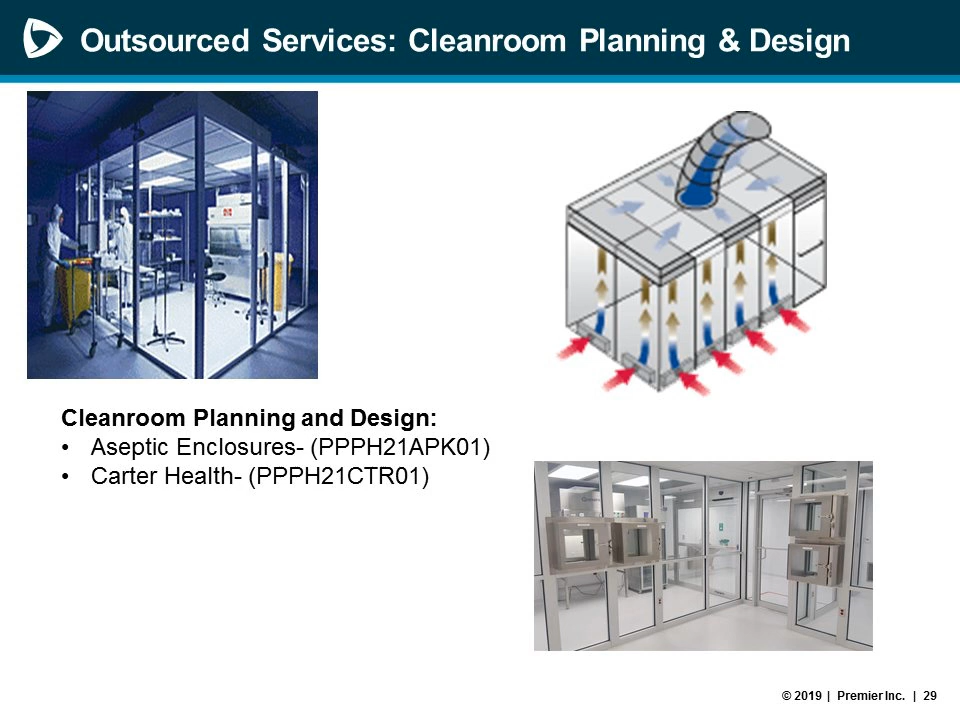 Outsourced Services: Cleanroom Planning & Design
Cleanroom Planning and Design:
• Aseptic Enclosures- (PPPH21APK01)
• Carter Health- (PPPH21CTR01)
© 2019 | Premier Inc. | 29